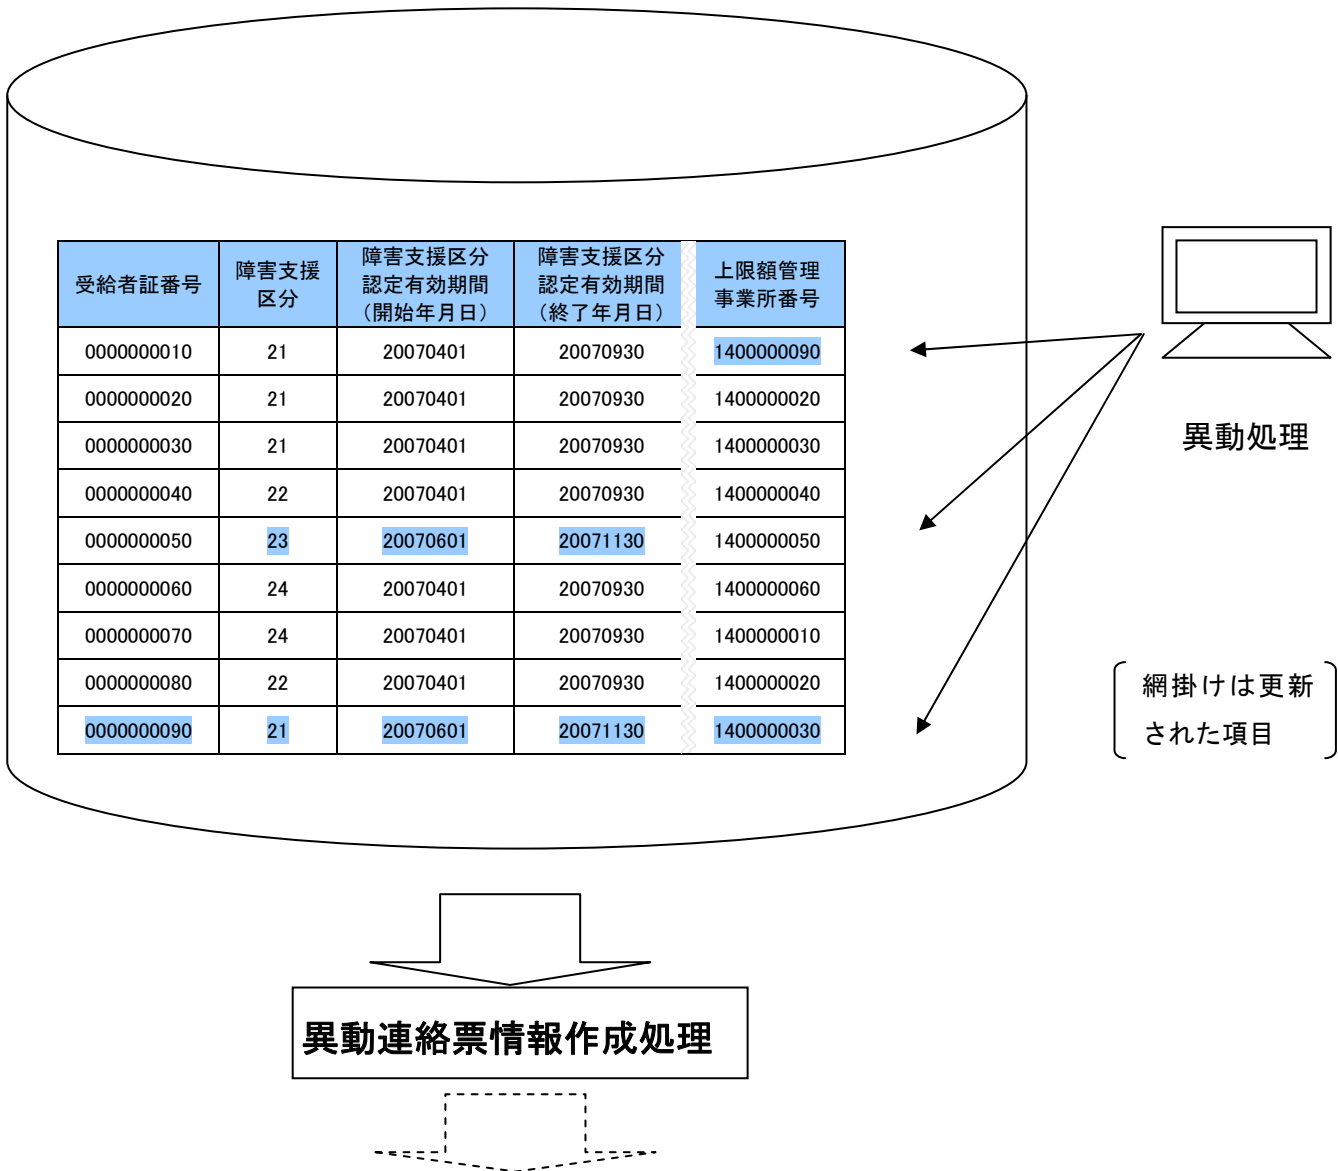 受給者証番号 障害支援区分 障害支援区分認定有効期間（開始年月日） 障害支援区分認定有効期間（終了年月日） 上限額管理事業所番号
0000000010 21 20070401 20070930 1400000090
0000000020 21 20070401 20070930 1400000020
0000000030 21 20070401 20070930 1400000030
0000000040 22 20070401 20070930 1400000040
0000000050 23 20070601 20071130 1400000050
0000000060 24 20070401 20070930 1400000060
0000000070 24 20070401 20070930 1400000010
0000000080 22 20070401 20070930 1400000020
0000000090 21 20070601 20071130 1400000030
異動処理
網掛けは更新
された項目
異動連絡票情報作成処理